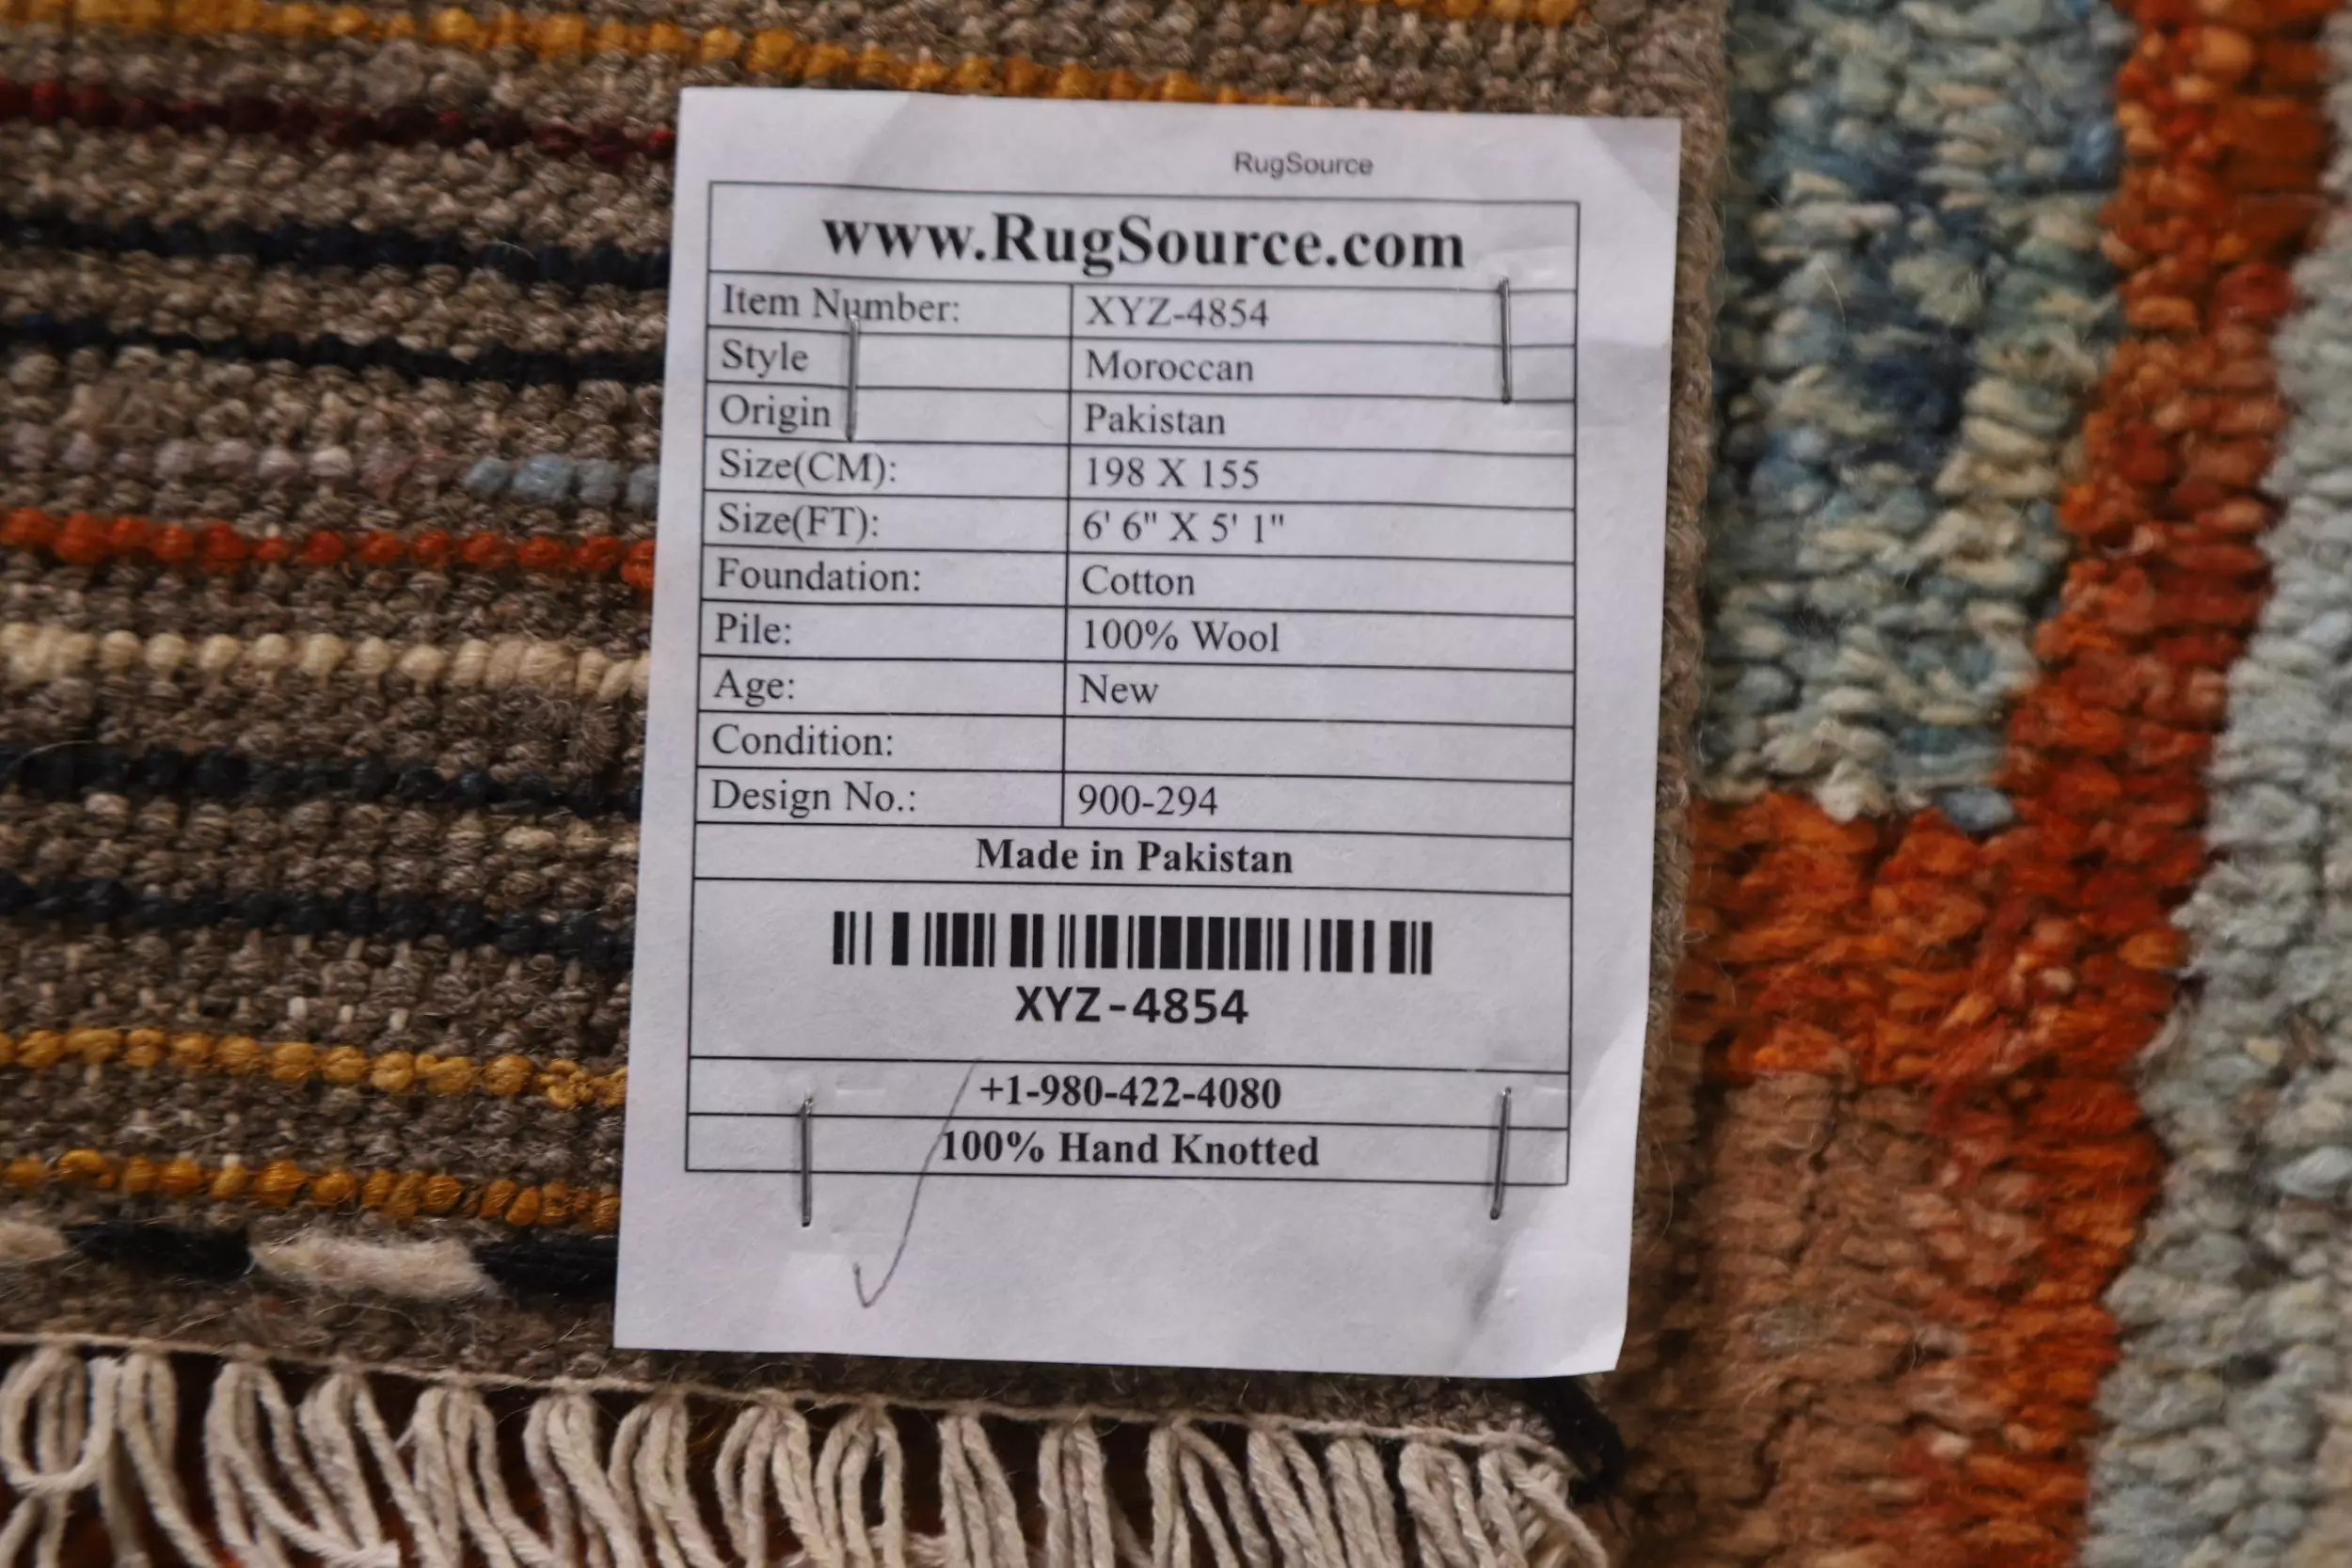 RugSource
www.RugSource.com
Item Number: XYZ-4854
Style Moroccan
Origin Pakistan
Size(CM): 198 X 155
Size(FT): 6' 6" X 5' 1"
Foundation: Cotton
Pile: 100% Wool
Age: New
Condition:
Design No.: 900-294
Made in Pakistan
XYZ-4854
+1-980-422-4080
100% Hand Knotted